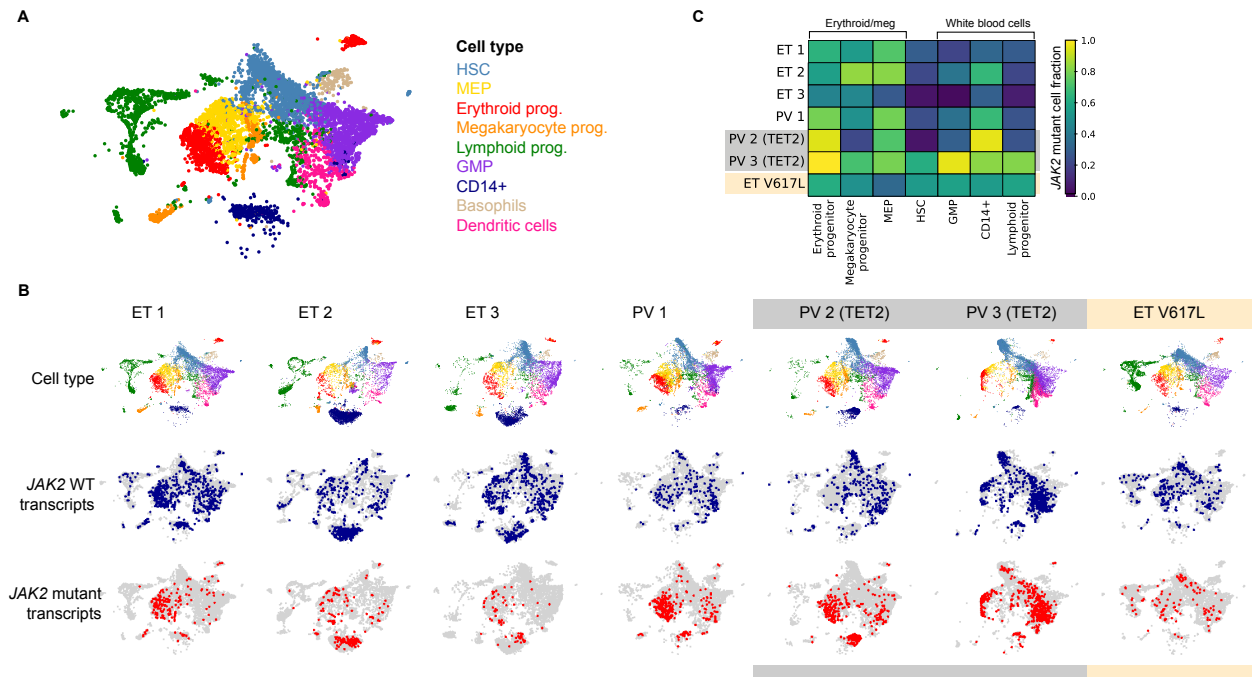 A
Cell type
HSC
MEP
Erythroid prog.
Megakaryocyte prog.
Lymphoid prog.
GMP
CD14+
Basophils
Dendritic cells
C
Erythroid/meg
White blood cells
ET 1
ET 2
ET 3
PV 1
PV 2 (TET2)
PV 3 (TET2)
ET V617L
Erythroid
progenitor
Megakaryocyte
progenitor
MEP
HSC
GMP
CD14+
Lymphoid
progenitor
1.0
0.8
0.6
0.4
0.2
0.0
JAK2 mutant cell fraction
B
ET 1 ET 2 ET 3 PV 1 PV 2 (TET2) PV 3 (TET2) ET V617L
Cell type
JAK2 WT
transcripts
JAK2 mutant
transcripts